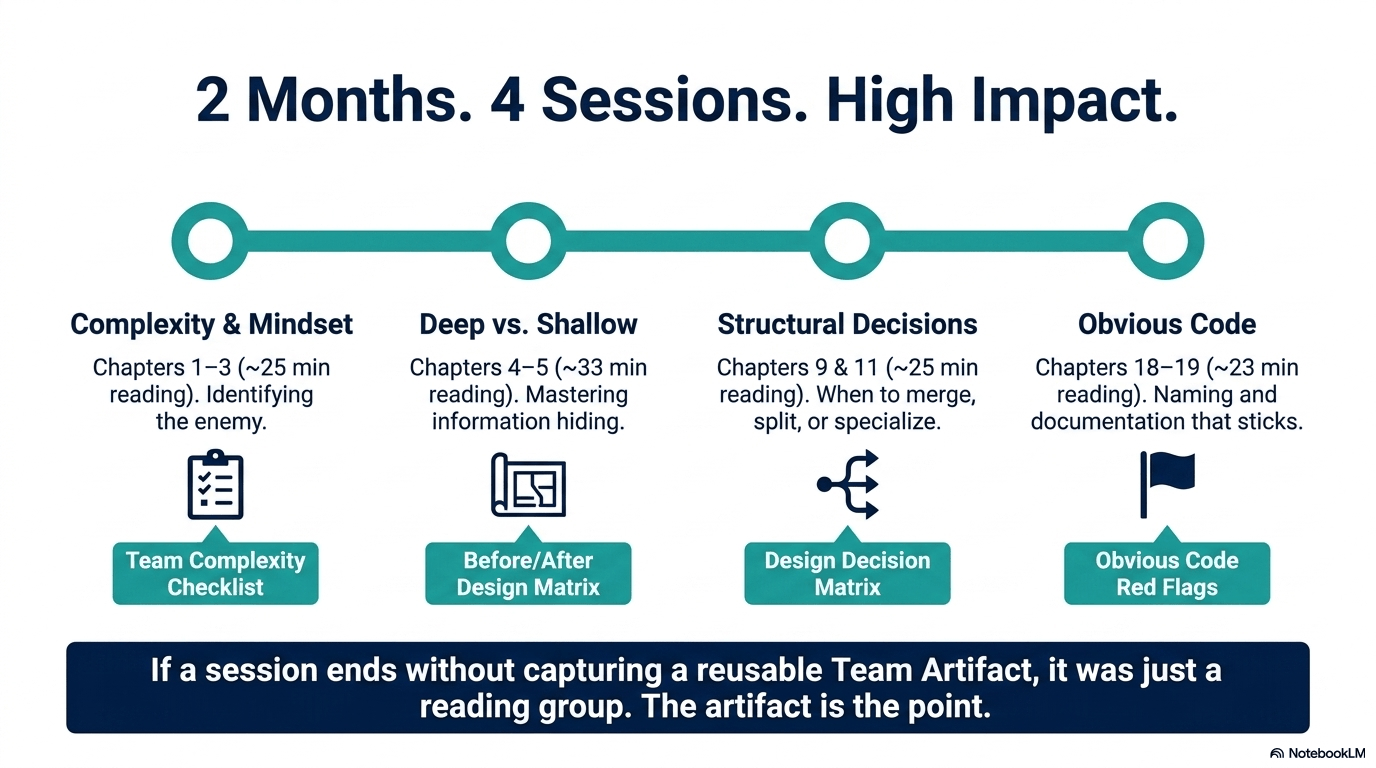 2 Months. 4 Sessions. High Impact.
Complexity & Mindset
Chapters 1–3 (~25 min
reading). Identifying
the enemy.
Team Complexity
Checklist
Deep vs. Shallow
Chapters 4–5 (~33 min
reading). Mastering
information hiding.
Before/After
Design Matrix
Structural Decisions
Chapters 9 & 11 (~25 min
reading). When to merge,
split, or specialize.
Design Decision
Matrix
Obvious Code
Chapters 18–19 (~23 min
reading). Naming and
documentation that sticks.
Obvious Code
Red Flags
If a session ends without capturing a reusable Team Artifact, it was just a
reading group. The artifact is the point.
NotebookLM